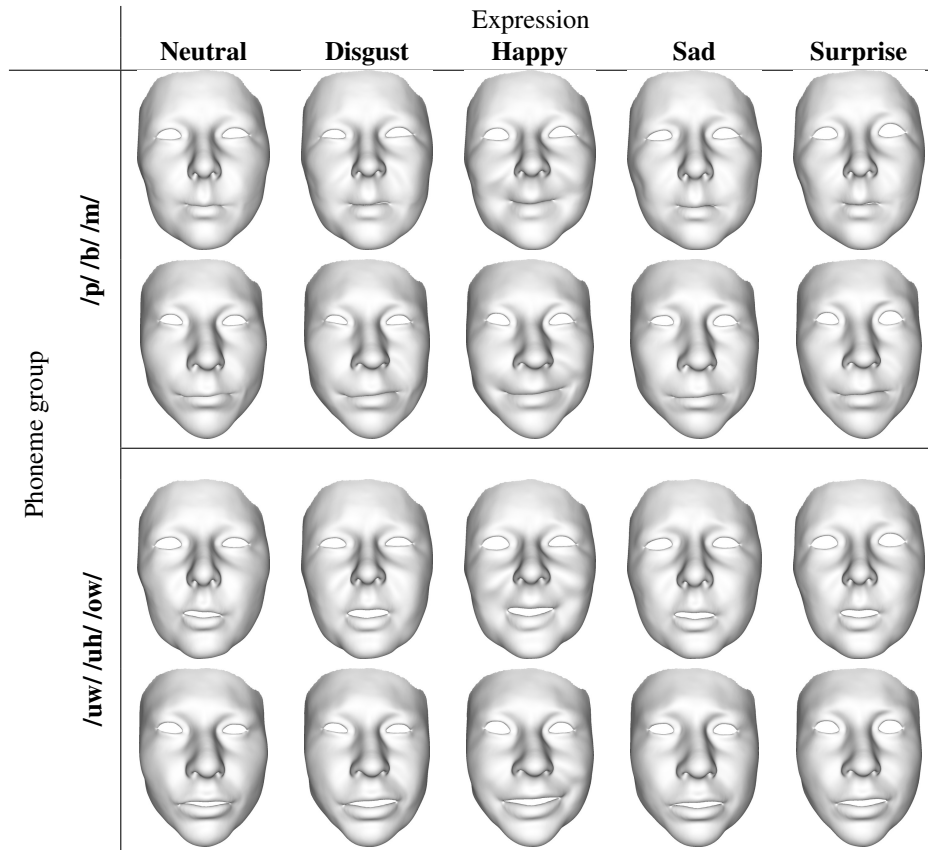 Expression
Neutral Disgust Happy Sad Surprise
Phoneme group
/p/ /b/ /m/
/uw/ /uh/ /ow/